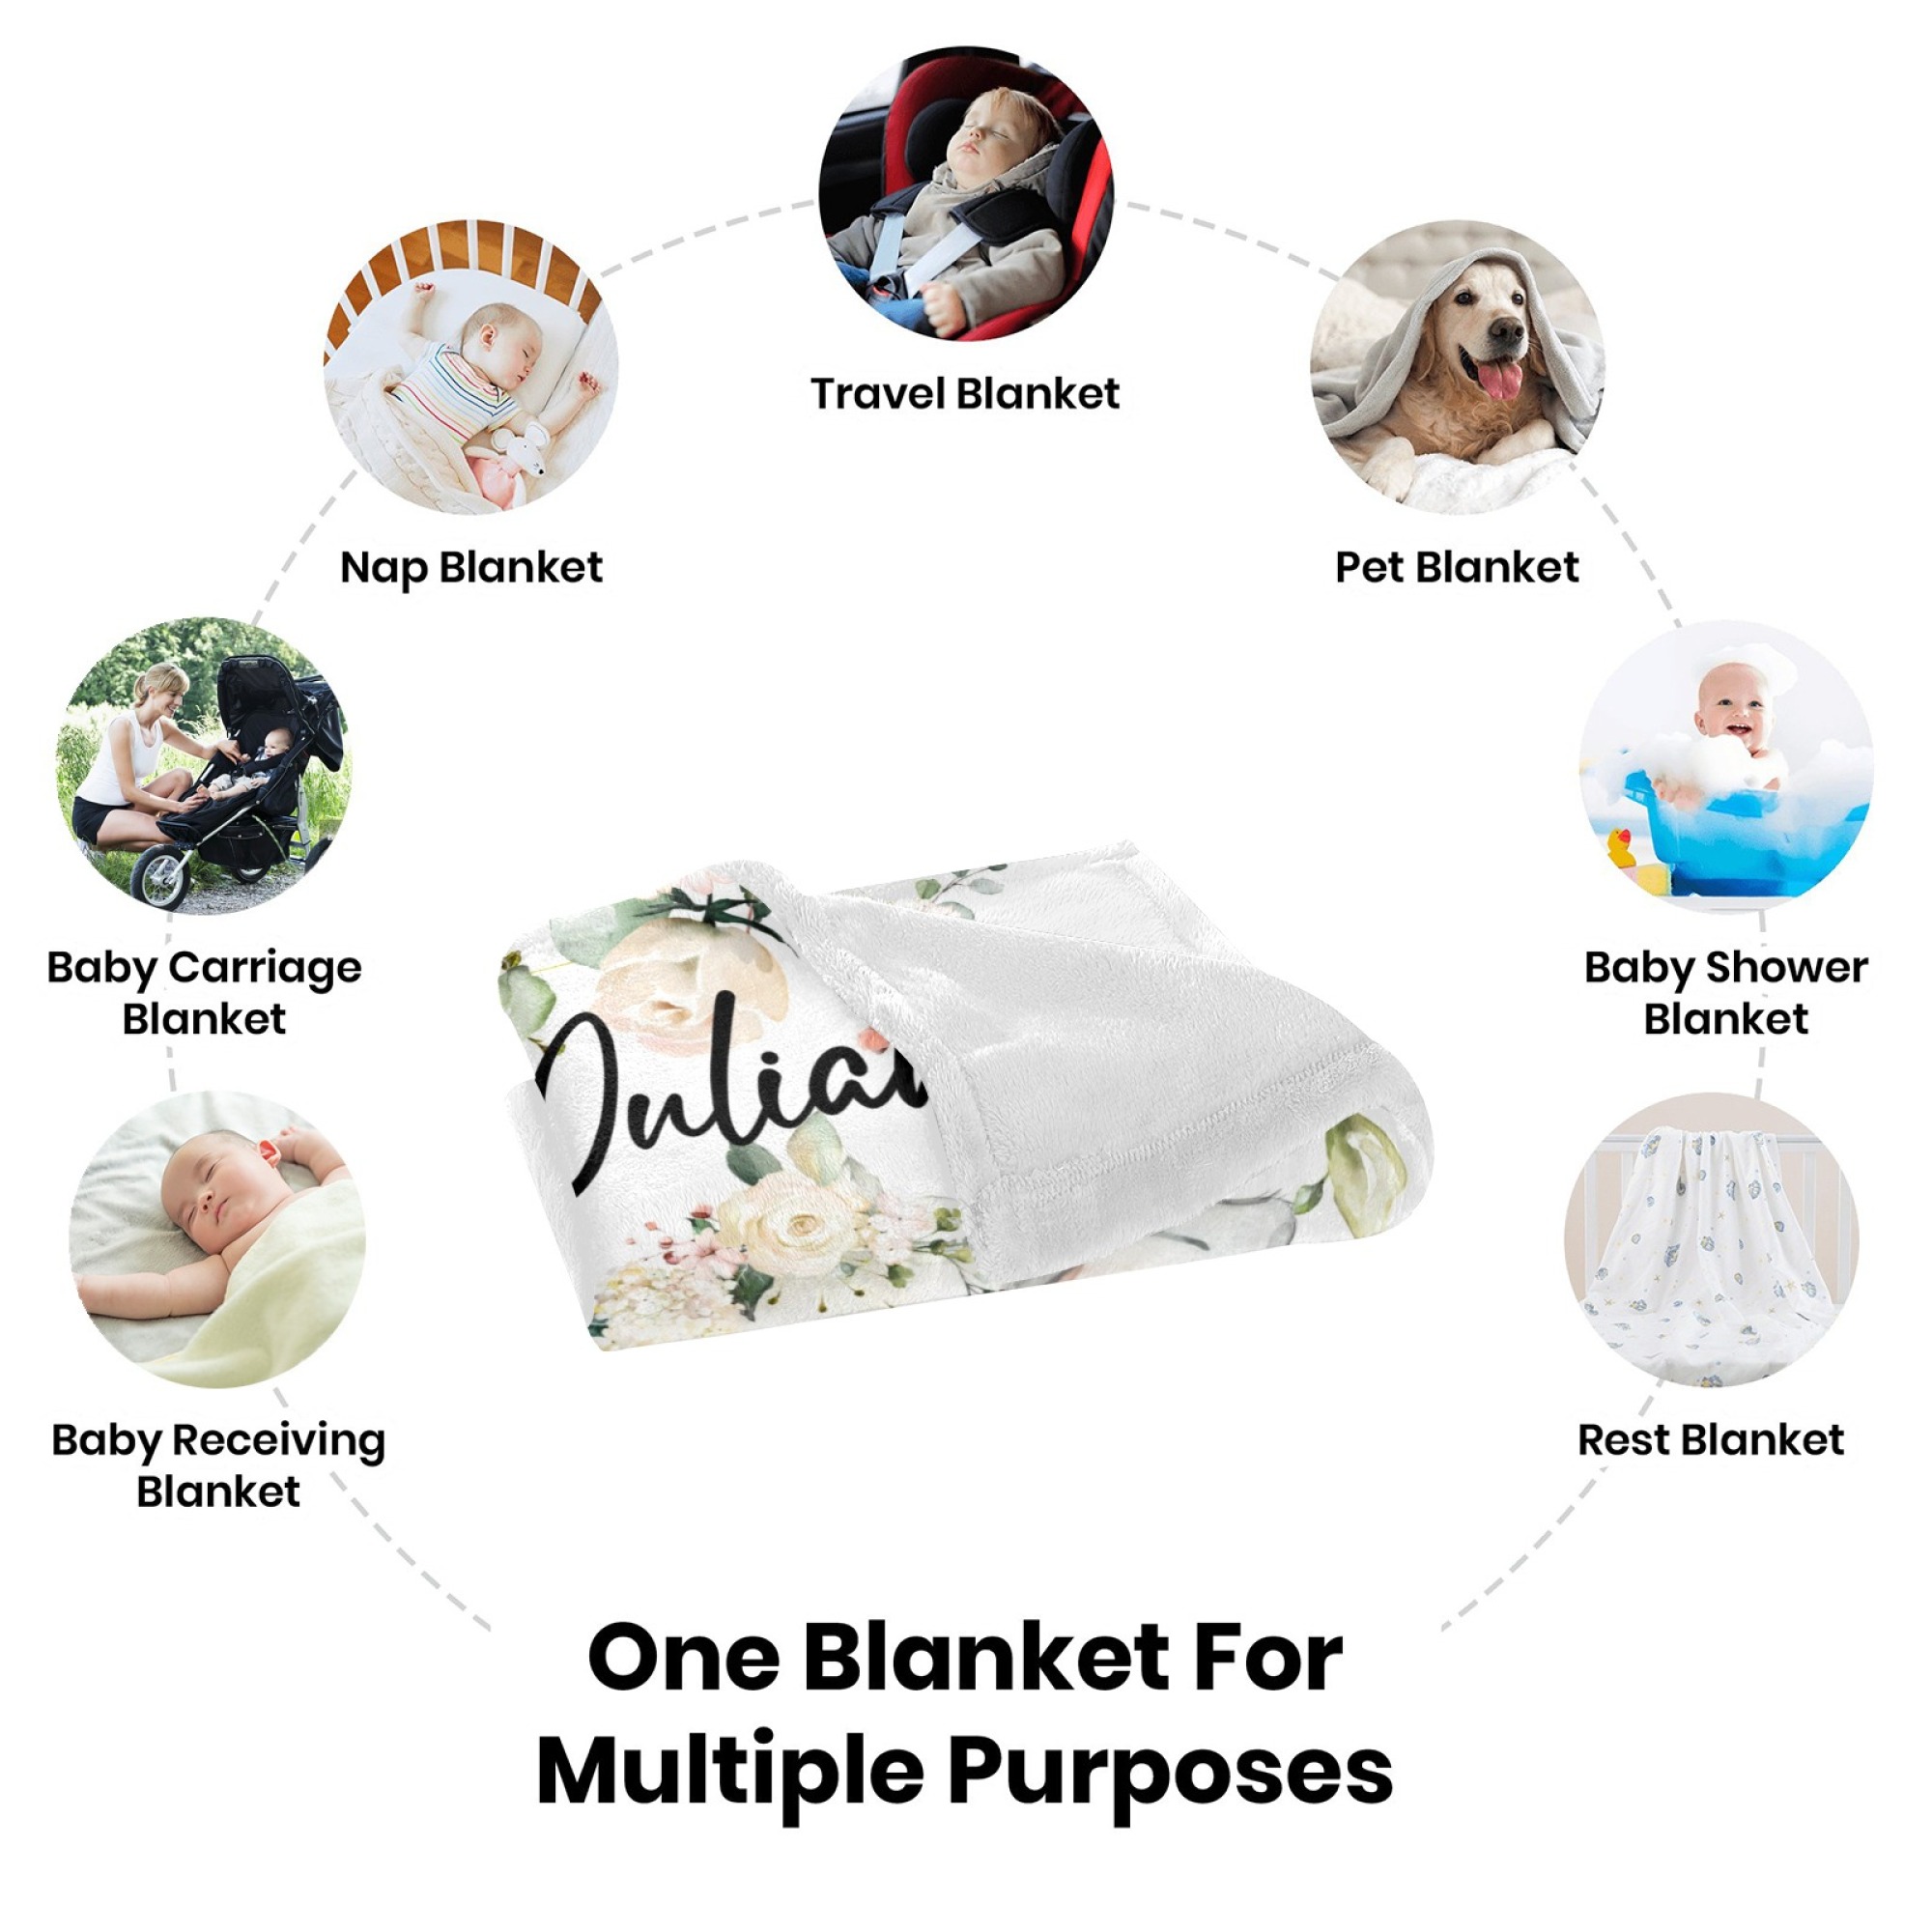 Travel Blanket
Nap Blanket
Pet Blanket
Baby Carriage
Blanket
Baby Shower
Blanket
Baby Receiving
Blanket
Rest Blanket
One Blanket For
Multiple Purposes